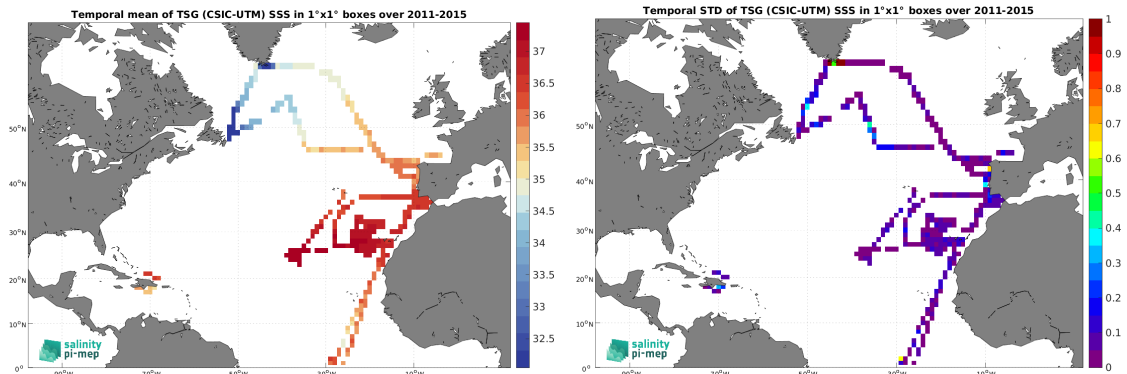 Temporal mean of TSG (CSIC-UTM) SSS in 1°x1° boxes over 2011-2015
50°N
40°N
30°N
20°N
10°N
0°
37
36.5
36
35.5
35
34.5
34
33.5
33
32.5
salinity
pi-mep
Temporal STD of TSG (CSIC-UTM) SSS in 1°x1° boxes over 2011-2015
50°N
40°N
30°N
20°N
10°N
0°
1
0.9
0.8
0.7
0.6
0.5
0.4
0.3
0.2
0.1
0
salinity
pi-mep